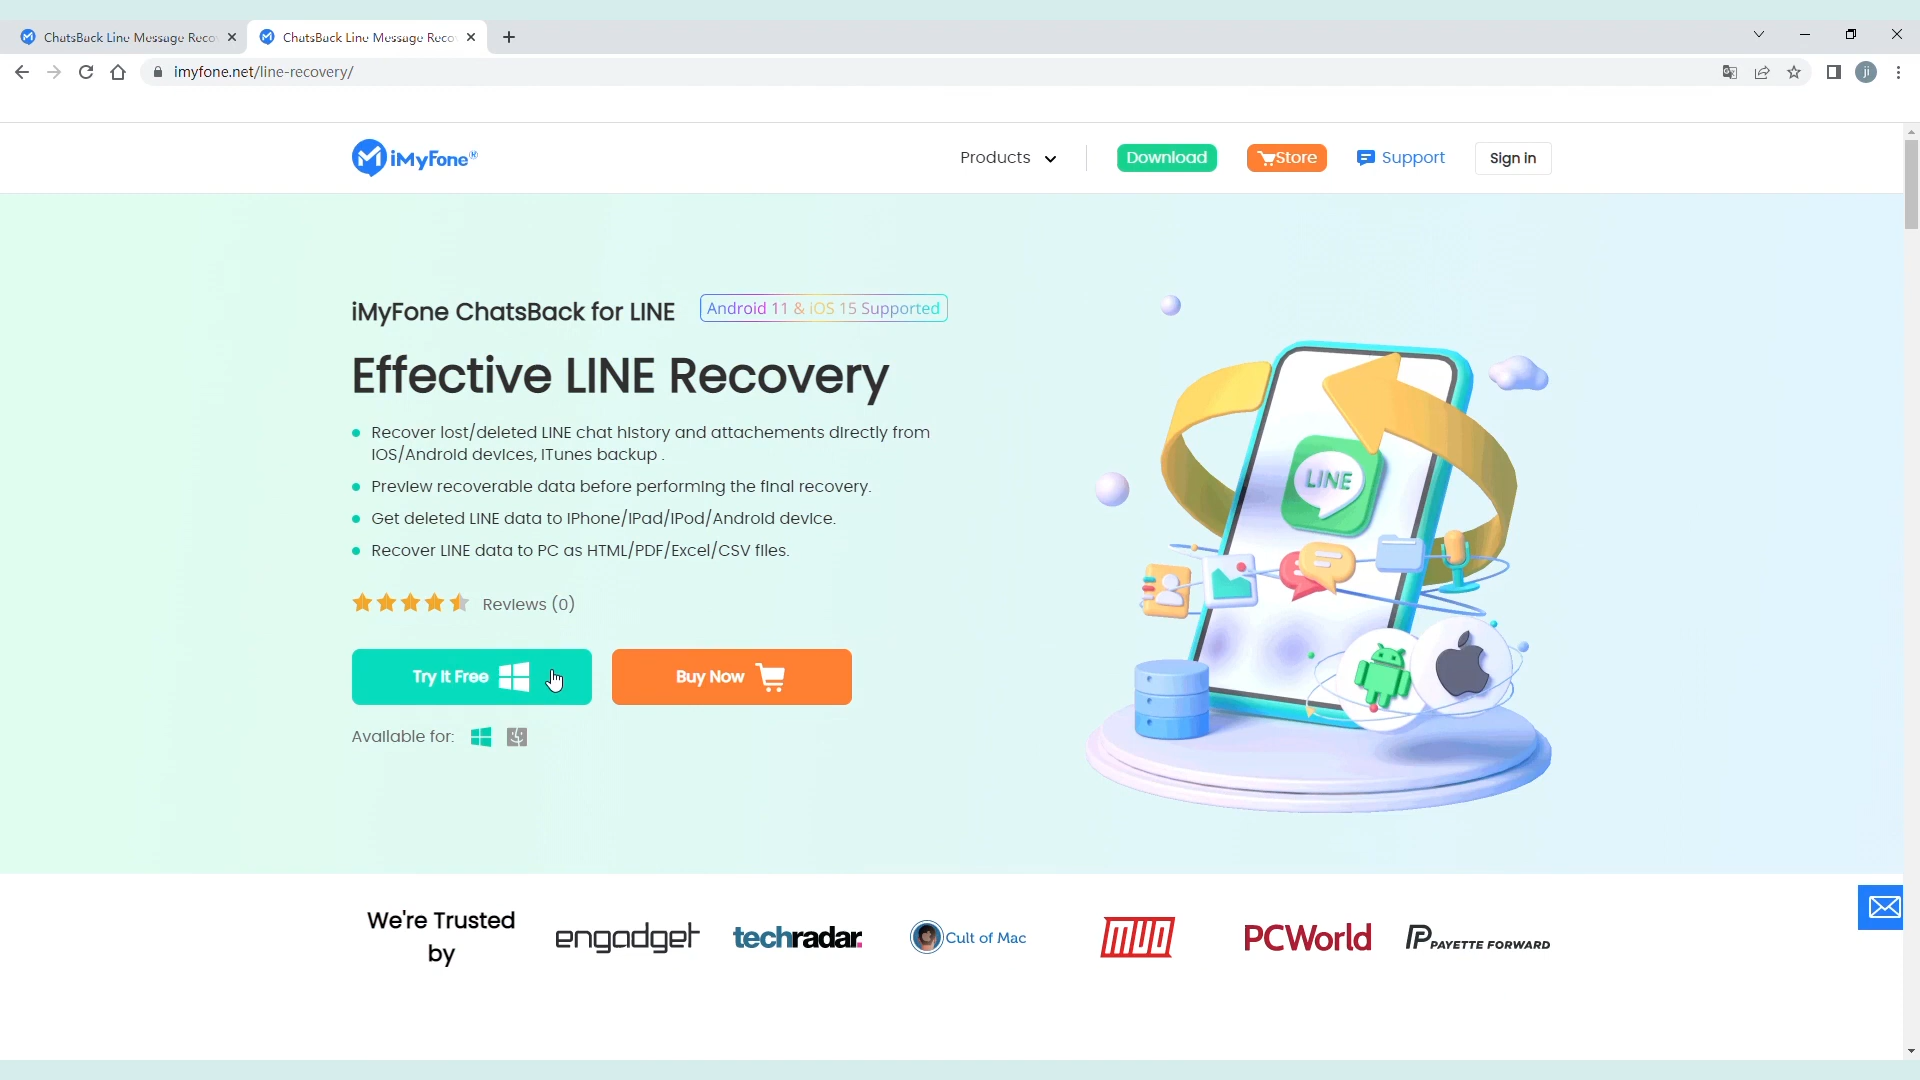 ChatsBack Line Message Reco
ChatsBack Line Message Reco
imyfone.net/line-recovery/
ji
iMyFone®
Products
Download
Store
Support
Sign in
iMyFone ChatsBack for LINE
Android 11 & iOS 15 Supported
Effective LINE Recovery
Recover lost/deleted LINE chat history and attachements directly from
iOS/Android devices, iTunes backup .
Preview recoverable data before performing the final recovery.
Get deleted LINE data to iPhone/iPad/iPod/Android device.
Recover LINE data to PC as HTML/PDF/Excel/CSV files.
Reviews (0)
Try It Free
Buy Now
Available for:
LINE
We're Trusted
by
engadget
techradar.
Cult of Mac
MUO
PCWorld
PAYETTE FORWARD